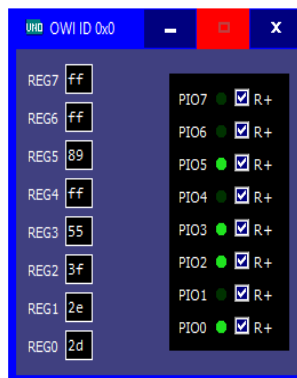 UNO OWI ID 0x0
REG7 ff
REG6 ff
REG5 89
REG4 ff
REG3 55
REG2 3f
REG1 2e
REG0 2d
PIO7 R+
PIO6 R+
PIO5 R+
PIO4 R+
PIO3 R+
PIO2 R+
PIO1 R+
PIO0 R+